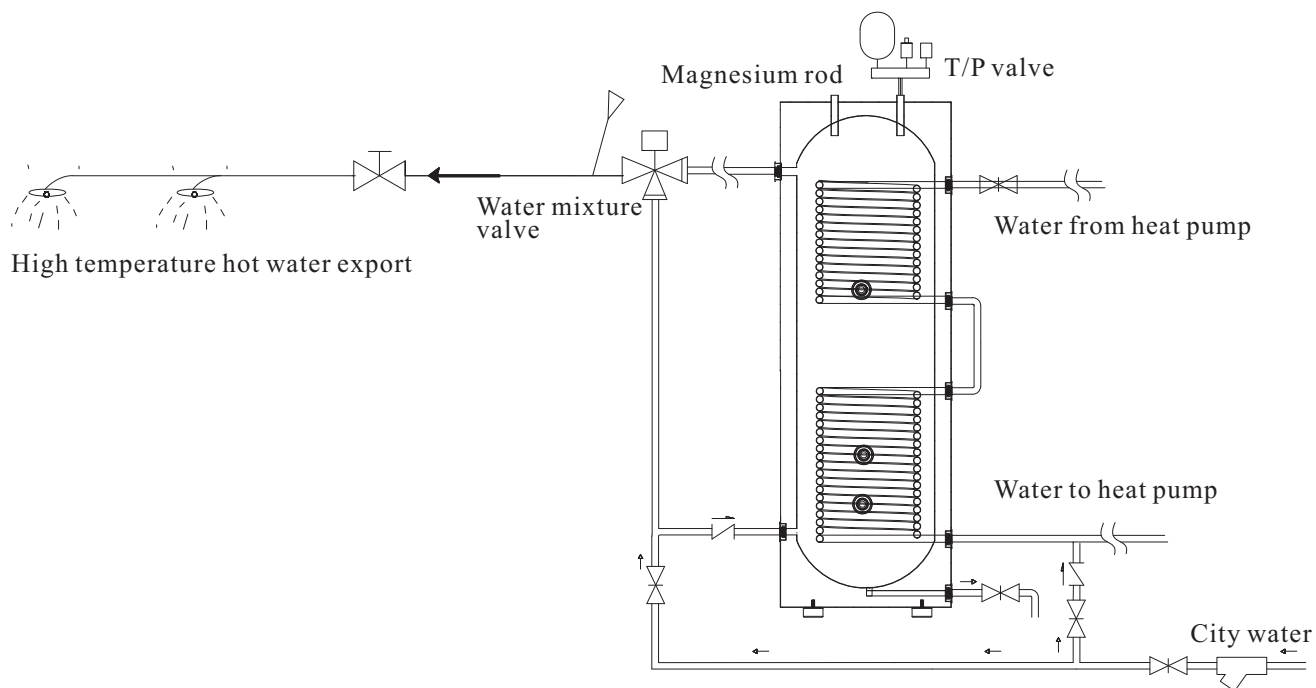 T/P valve
Magnesium rod
Water mixture
valve
Water from heat pump
High temperature hot water export
Water to heat pump
City water